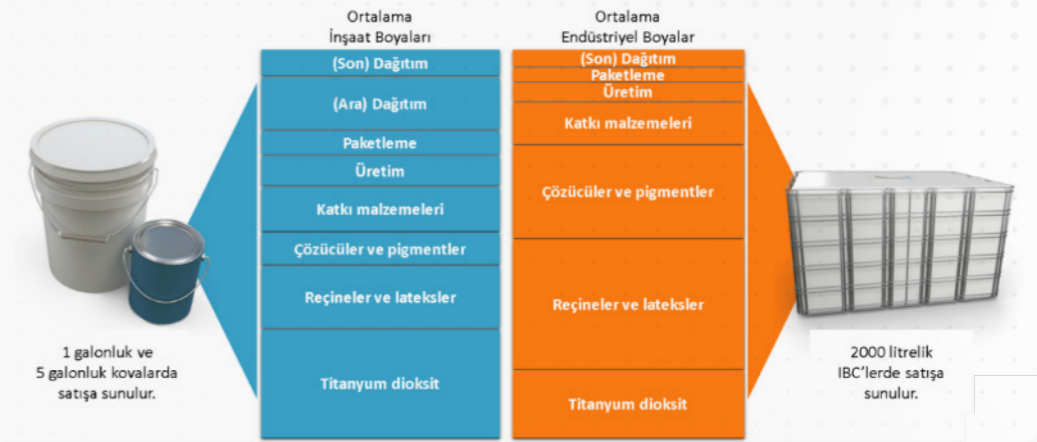 Ortalama
İnşaat Boyaları
(Son) Dağıtım
(Ara) Dağıtım
Paketleme
Üretim
Katkı malzemeleri
Çözücüler ve pigmentler
Reçineler ve lateksler
Titanyum dioksit
Ortalama
Endüstriyel Boyalar
(Son) Dağıtım
Paketleme
Üretim
Katkı malzemeleri
Çözücüler ve pigmentler
Reçineler ve lateksler
Titanyum dioksit
1 galonluk ve
5 galonluk kovalarda
satışa sunulur.
2000 litrelik
IBC'lerde satışa
sunulur.